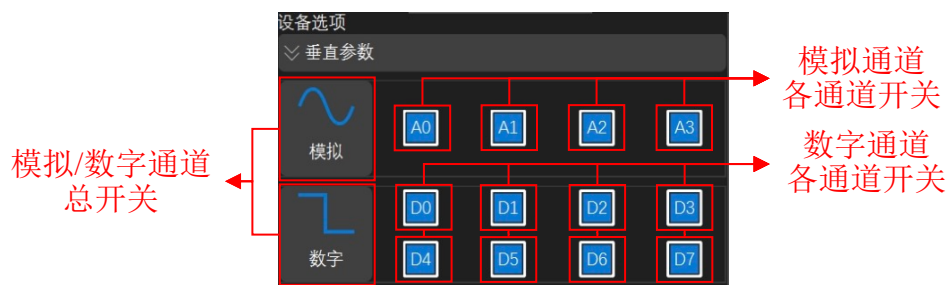 设备选项
垂直参数
模拟
A0 A1 A2 A3
数字
D0 D1 D2 D3
D4 D5 D6 D7
模拟/数字通道
总开关
模拟通道
各通道开关
数字通道
各通道开关